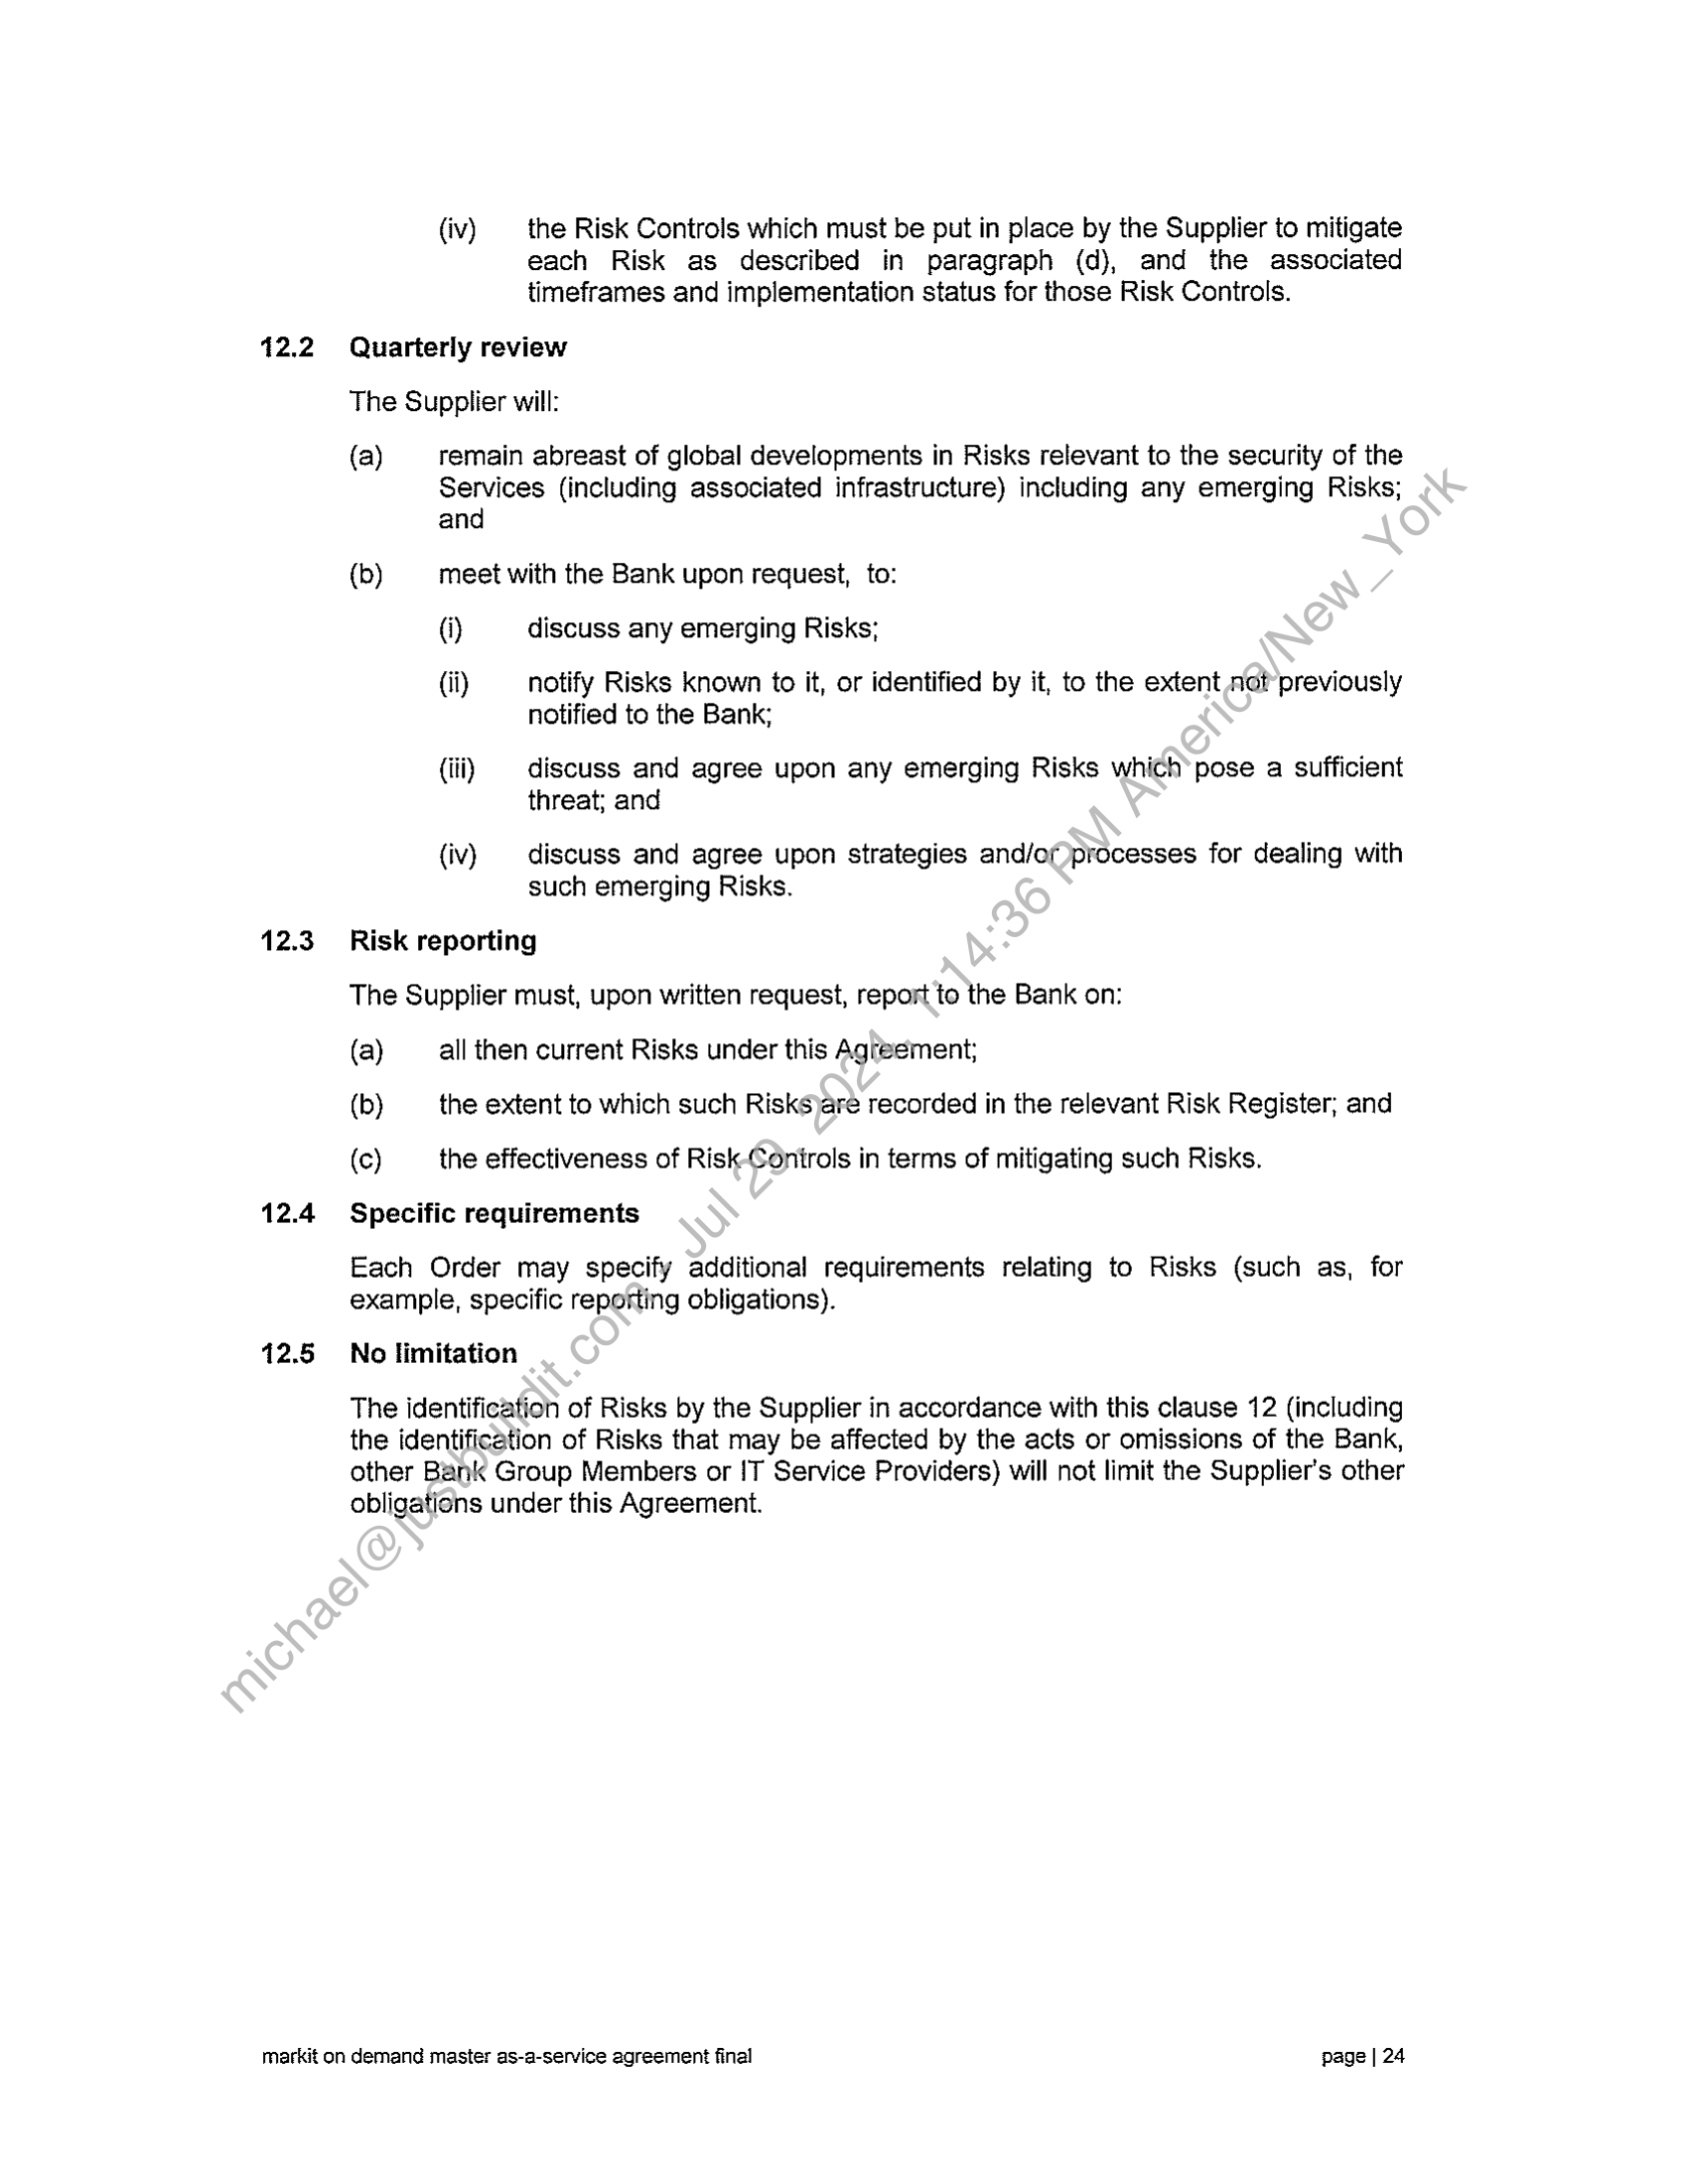 (iv) the Risk Controls which must be put in place by the Supplier to mitigate
each Risk as described in paragraph (d), and the associated
timeframes and implementation status for those Risk Controls.
12.2 Quarterly review
The Supplier will:
(a) remain abreast of global developments in Risks relevant to the security of the
Services (including associated infrastructure) including any emerging Risks;
and
(b) meet with the Bank upon request, to:
(i) discuss any emerging Risks;
(ii) notify Risks known to it, or identified by it, to the extent not previously
notified to the Bank;
(iii) discuss and agree upon any emerging Risks which pose a sufficient
threat; and
(iv) discuss and agree upon strategies and/or processes for dealing with
such emerging Risks.
12.3 Risk reporting
The Supplier must, upon written request, report to the Bank on:
(a) all then current Risks under this Agreement;
(b) the extent to which such Risks are recorded in the relevant Risk Register; and
(c) the effectiveness of Risk Controls in terms of mitigating such Risks.
12.4 Specific requirements
Each Order may specify additional requirements relating to Risks (such as, for
example, specific reporting obligations).
12.5 No limitation
The identification of Risks by the Supplier in accordance with this clause 12 (including
the identification of Risks that may be affected by the acts or omissions of the Bank,
other Bank Group Members or IT Service Providers) will not limit the Supplier's other
obligations under this Agreement.
michael@justbuildit.com - Jul 29, 2024, 1:14:36 PM America/New_York
markit on demand master as-a-service agreement final page | 24